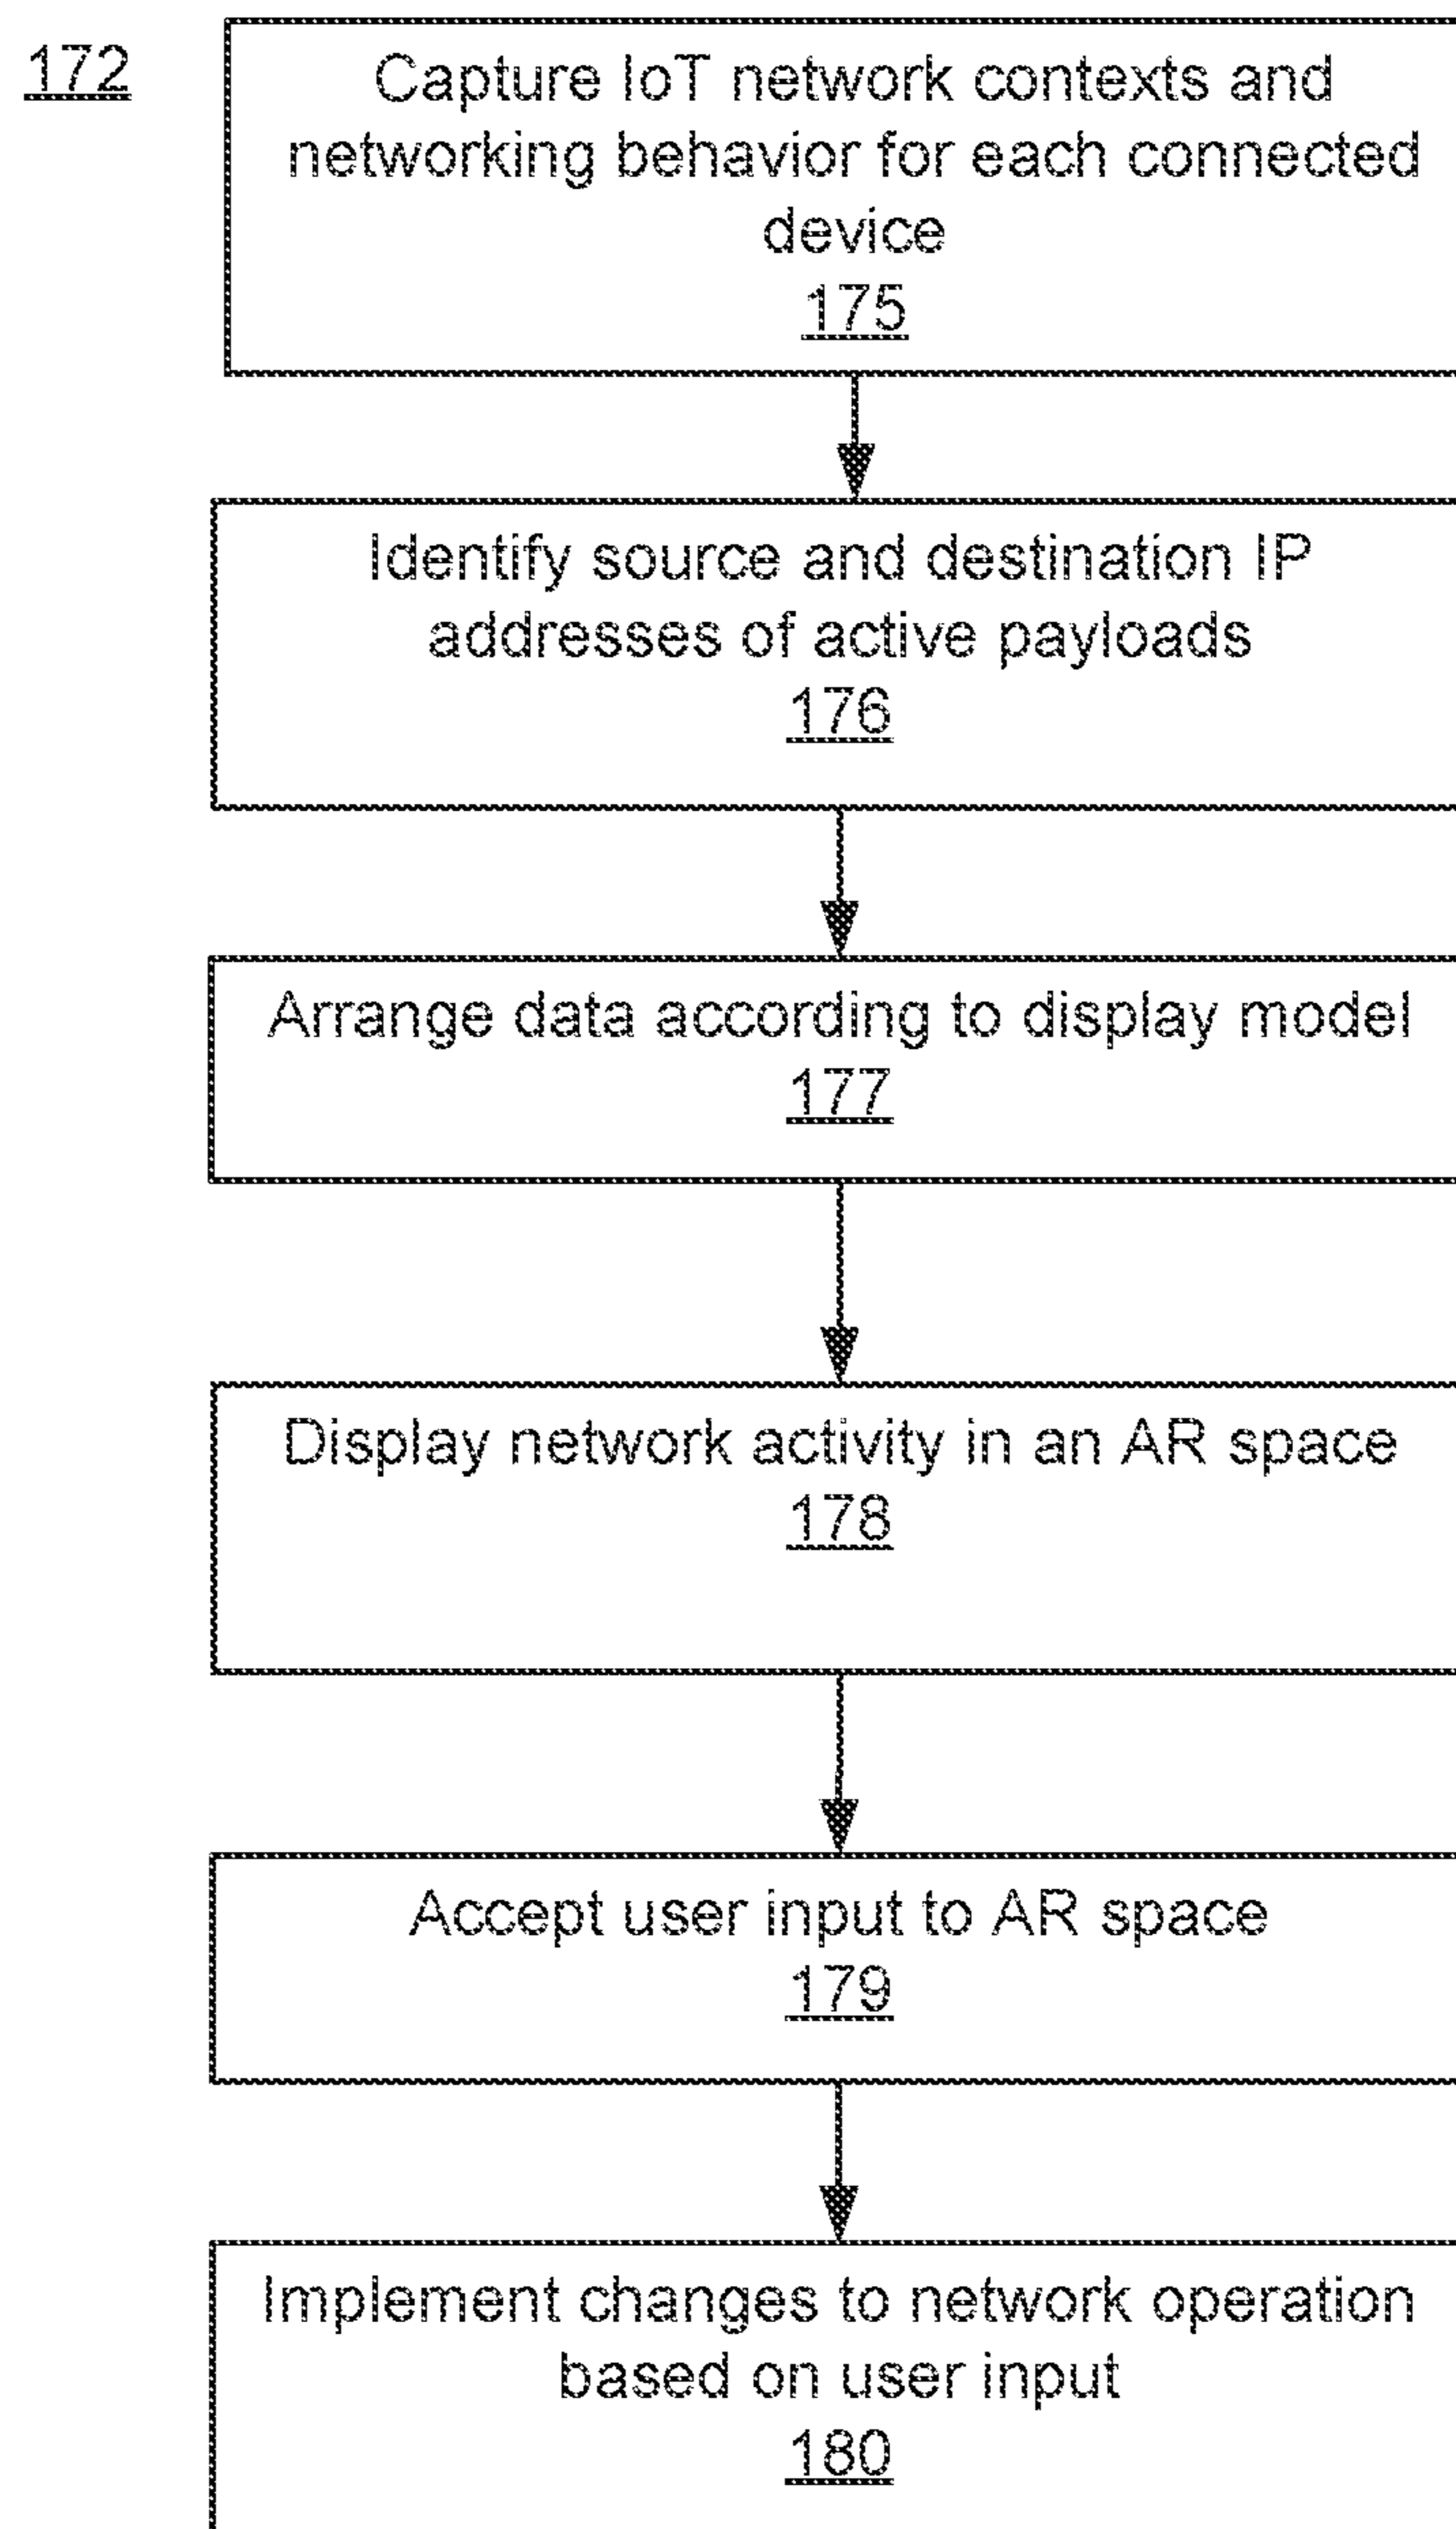 172
Capture IoT network contexts and
networking behavior for each connected
device
175
Identify source and destination IP
addresses of active payloads
176
Arrange data according to display model
177
Display network activity in an AR space
178
Accept user input to AR space
179
Implement changes to network operation
based on user input
180